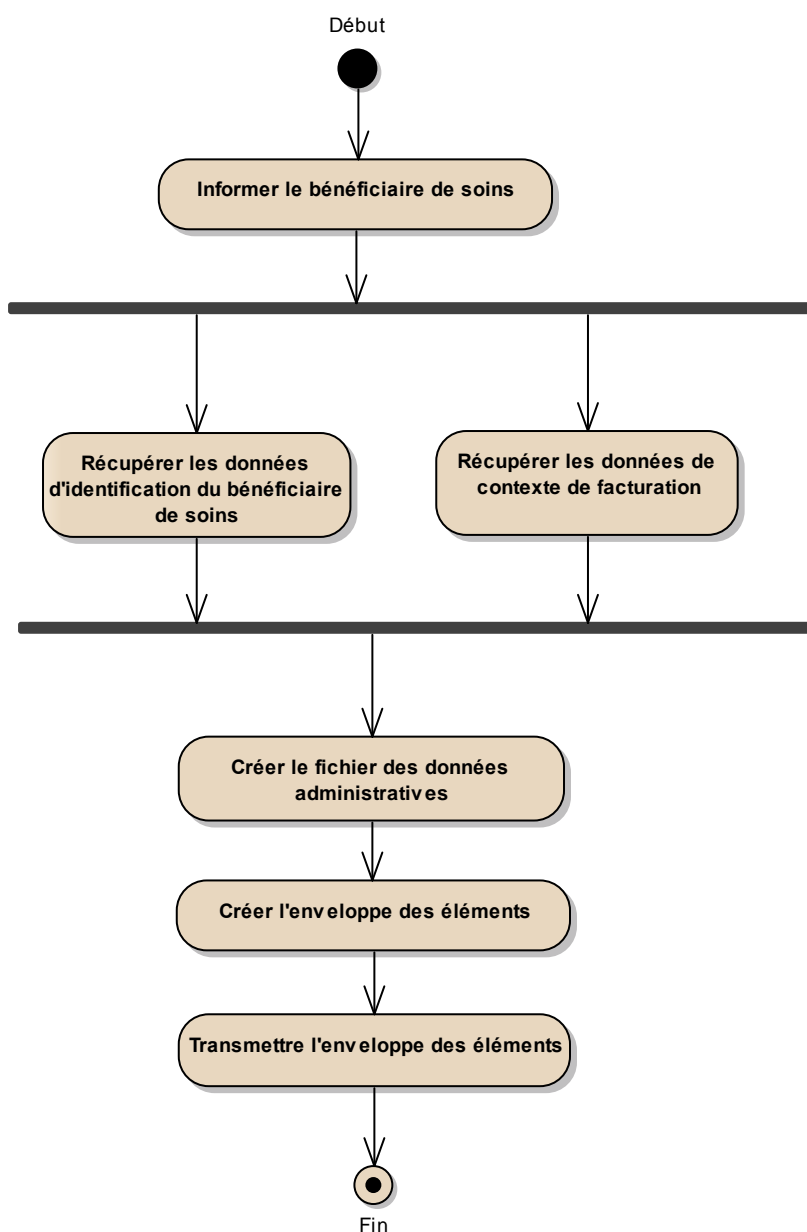 Début
Informer le bénéficiaire de soins
Récupérer les données
d'identification du bénéficiaire
de soins
Récupérer les données de
contexte de facturation
Créer le fichier des données
administratives
Créer l'enveloppe des éléments
Transmettre l'enveloppe des éléments
Fin